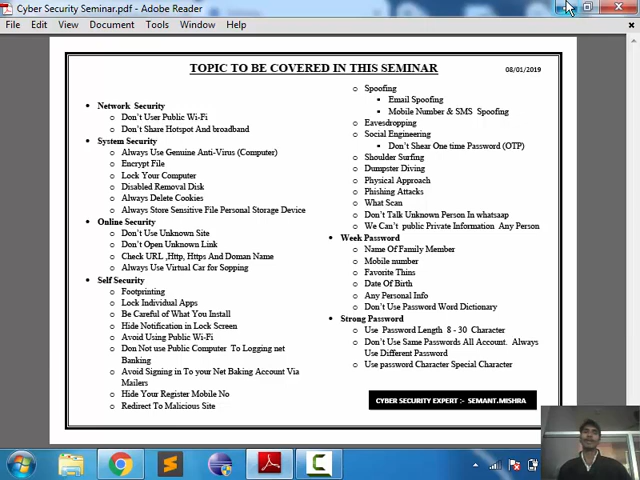 Cyber Security Seminar.pdf - Adobe Reader
File Edit View Document Tools Window Help
TOPIC TO BE COVERED IN THIS SEMINAR
08/01/2019
Network Security
Don't User Public Wi-Fi
Don't Share Hotspot And broadband
System Security
Always Use Genuine Anti-Virus (Computer)
Encrypt File
Lock Your Computer
Disabled Removal Disk
Always Delete Cookies
Always Store Sensitive File Personal Storage Device
Online Security
Don't Use Unknown Site
Don't Open Unknown Link
Check URL ,Http, Https And Doman Name
Always Use Virtual Car for Sopping
Self Security
Footprinting
Lock Individual Apps
Be Careful of What You Install
Hide Notification in Lock Screen
Avoid Using Public Wi-Fi
Don Not use Public Computer To Logging net
Banking
Avoid Signing in To your Net Baking Account Via
Mailers
Hide Your Register Mobile No
Redirect To Malicious Site
Spoofing
Email Spoofing
Mobile Number & SMS Spoofing
Eavesdropping
Social Engineering
Don't Shear One time Password (OTP)
Shoulder Surfing
Dumpster Diving
Physical Approach
Phishing Attacks
What Scan
Don't Talk Unknown Person In whatsaap
We Can't public Private Information Any Person
Week Password
Name Of Family Member
Mobile number
Favorite Thins
Date Of Birth
Any Personal Info
Don't Use Password Word Dictionary
Strong Password
Use Password Length 8 - 30 Character
Don't Use Same Passwords All Account. Always
Use Different Password
Use password Character Special Character
CYBER SECURITY EXPERT :- SEMANT.MISHRA